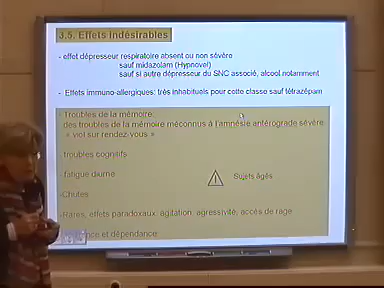 3.5. Effets indésirables
- effet dépresseur respiratoire absent ou non sévère
sauf midazolam (Hypnovel)
sauf si autre dépresseur du SNC associé, alcool notamment
- Effets immuno-allergiques: très inhabituels pour cette classe sauf tétrazépam
- Troubles de la mémoire:
des troubles de la mémoire méconnus à l'amnésie antérograde sévère
« viol sur rendez-vous »
- troubles cognitifs
- fatigue diurne
Sujets âgés
-Chutes
-Rares, effets paradoxaux: agitation, agressivité, accès de rage
et dépendance